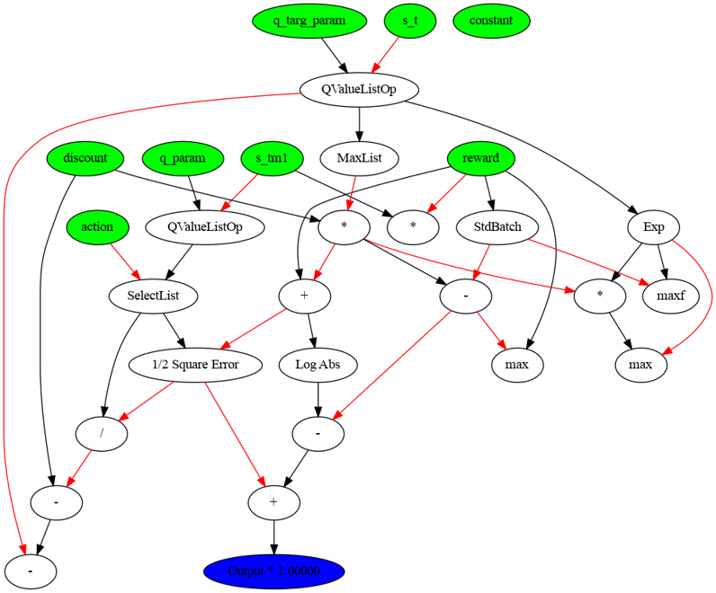 q_targ_param s_t constant
QValueListOp
discount q_param s_tm1 MaxList reward
action QValueListOp * * StdBatch Exp
SelectList + - * maxf
1/2 Square Error Log Abs max max
/ -
- +
- Output * 1.00000